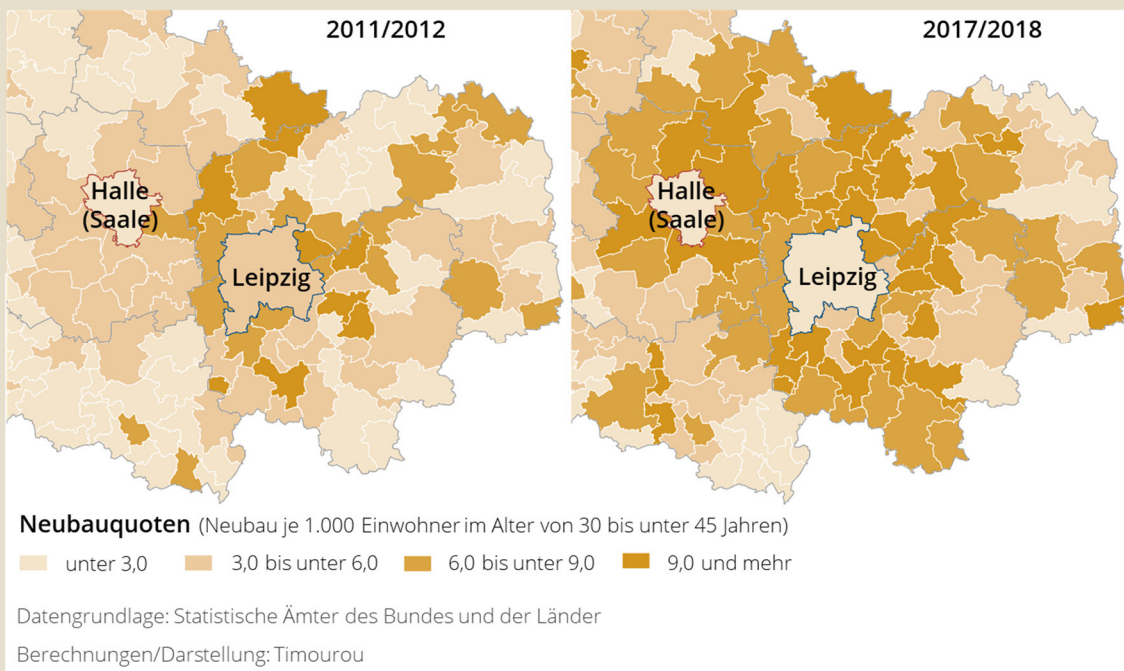 2011/2012
2017/2018
Halle
(Saale)
Leipzig
Halle
(Saale)
Leipzig
Neubauquoten (Neubau je 1.000 Einwohner im Alter von 30 bis unter 45 Jahren)
unter 3,0 3,0 bis unter 6,0 6,0 bis unter 9,0 9,0 und mehr
Datengrundlage: Statistische Ämter des Bundes und der Länder
Berechnungen/Darstellung: Timourou